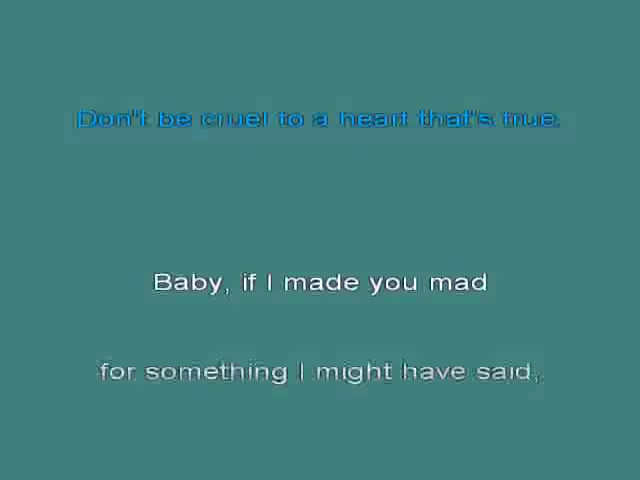 Don"t be cruel to a heart that"s true.
Baby, if I made you mad
for something I might have said,